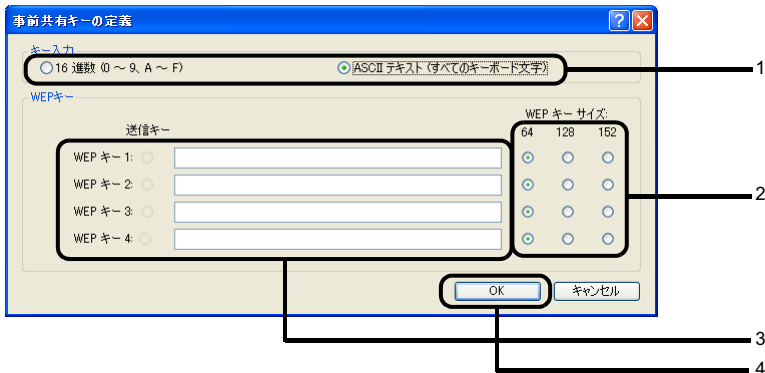 事前共有キーの定義
キー入力
16 進数 (0 ～ 9、A ～ F) ASCII テキスト (すべてのキーボード文字)
1
WEPキー
WEP キー サイズ:
送信キー 64 128 152
WEP キー 1:
WEP キー 2:
2
WEP キー 3:
WEP キー 4:
OK キャンセル
3
4